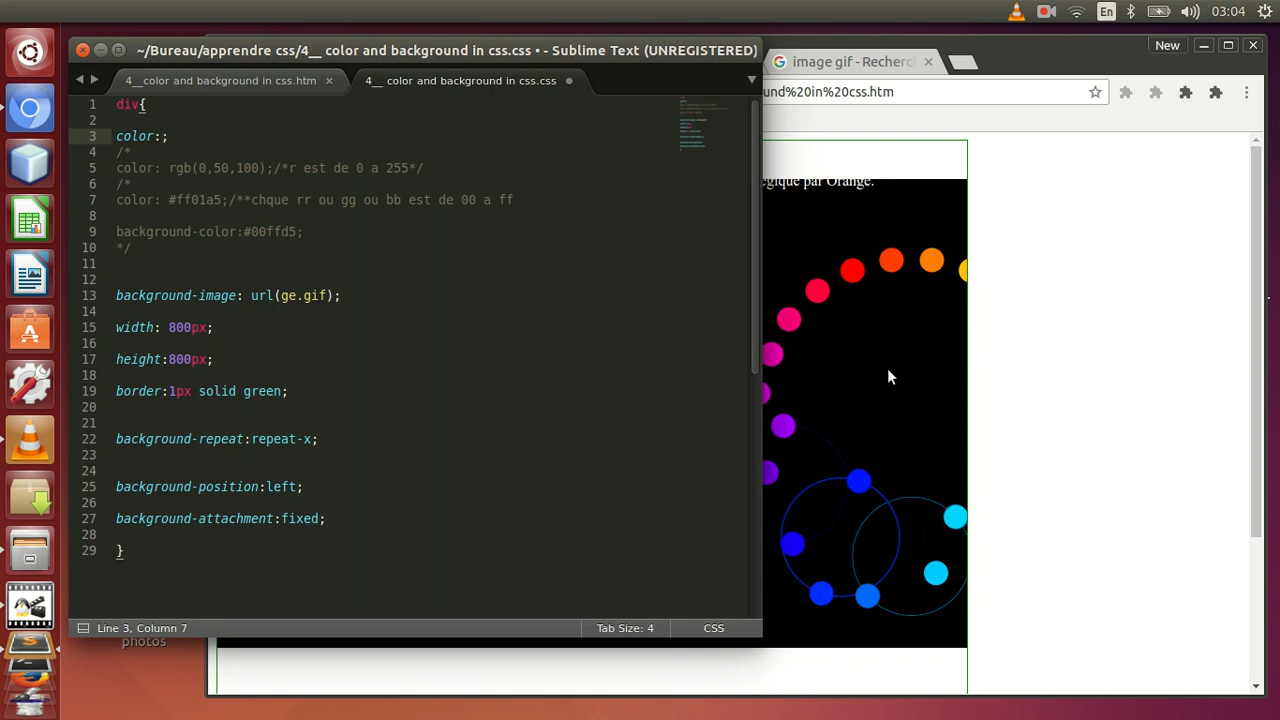 En
03:04
~/Bureau/apprendre css/4__ color and background in css.css • - Sublime Text (UNREGISTERED)
New
4__color and background in css.htm
4__ color and background in css.css
image gif - Recherc
und%20in%20css.htm
1 div{
2
3 color:;
4 /*
5 color: rgb(0,50,100);/*r est de 0 a 255*/
6 /*
7 color: #ff01a5;/**chque rr ou gg ou bb est de 00 a ff
8
9 background-color:#00ffd5;
10 */
11
12
13 background-image: url(ge.gif);
14
15 width: 800px;
16
17 height:800px;
18
19 border:1px solid green;
20
21
22 background-repeat:repeat-x;
23
24
25 background-position:left;
26
27 background-attachment:fixed;
28
29 }
égique par Orange.
Line 3, Column 7
Tab Size: 4
CSS
photos